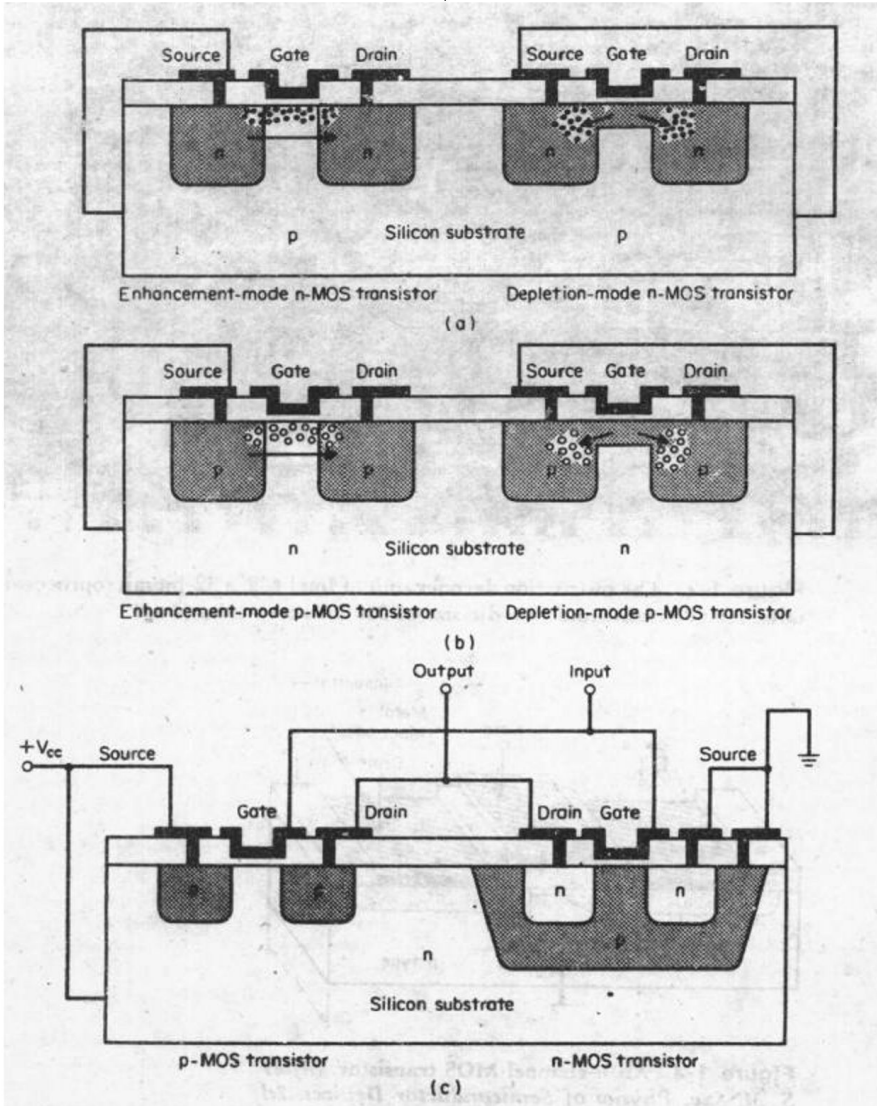 Source Gate Drain Source Gate Drain
n n n n
Silicon substrate
p p
Enhancement-mode n-MOS transistor Depletion-mode n-MOS transistor
(a)
Source Gate Drain Source Gate Drain
p p p p
n Silicon substrate n
Enhancement-mode p-MOS transistor Depletion-mode p-MOS transistor
(b)
Output Input
+Vcc Source Source
Gate Drain Drain Gate
p p n n
n p
Silicon substrate
p-MOS transistor n-MOS transistor
(c)